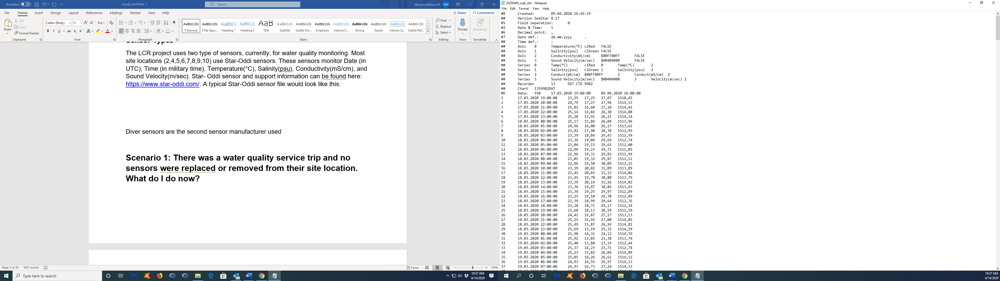 AutoSave Off mysql_workflow Search Moreno,Melissa M MM
File Home Insert Design Layout References Mailings Review View Help Share Comments
Paste Cut Copy Format Painter Clipboard
Calibri (Body) 11 Font
Paragraph
AaBbCcDc AaBbCcDc AaBbCc AaBbCcC AaB AaBbCcC AaBbCcDc AaBbCcDc AaBbCcDc AaBbCcDc AaBbCcDc AaBbCcDc AABBCCDC
¶ Normal ¶ No Spac... Heading 1 Heading 2 Title Subtitle Subtle Em... Emphasis Intense E... Strong Quote Intense Q... Subtle Ref...
Styles
Find Replace Select Editing
Dictate Voice
Sensitivity Sensitivity
Sensor Types
The LCR project uses two type of sensors, currently, for water quality monitoring. Most
site locations (2,4,5,6,7,8,9,10) use Star-Oddi sensors. These sensors monitor Date (in
UTC), Time (in military time), Temperature(°C), Salinity(psu), Conductivity(mS/cm), and
Sound Velocity(m/sec). Star- Oddi sensor and support information can be found here:
https://www.star-oddi.com/. A typical Star-Oddi sensor file would look like this:
Diver sensors are the second sensor manufacturer used
Scenario 1: There was a water quality service trip and no
sensors were replaced or removed from their site location.
What do I do now?
Page 3 of 29 4627 words Focus 150%
Type here to search 10:37 AM
4/14/2020
20200409_wq8_star - Notepad
File Edit Format View Help
#B Created: 09.04.2020 16:45:19
## Version SeaStar 8.17
#5 Field separation: 0
#2 Date & Time: 1
#6 Decimal point: ,
#7 Date def.: dd.mm.yyyy .
#8 Time def.: :
## Axis 0 Temperature(°C) clRed FALSE
## Axis 1 Salinity(psu) clGreen FALSE
## Axis 2 Conductivity(mS/cm) $00FF80FF FALSE
## Axis 3 Sound Velocity(m/sec) $00404080 FALSE
## Series 0 Temp(°C) clRed 0 Temp(°C) 2
## Series 1 Salinity(psu) clGreen 1 Salinity(psu) 2
## Series 2 Conduct(mS/cm) $00FF80FF 2 Conduct(mS/cm) 2
## Series 3 Sound Velocity(m/sec) $00404080 3 Velocity(m/sec) 2
## Recorder 13 DST CTD 9982
## Chart 13S9982DAT
#D Data: 550 17.03.2020 19:00:00 09.04.2020 16:00:00
1 17.03.2020 19:00:00 23,25 17,25 27,07 1510,45
2 17.03.2020 20:00:00 24,79 17,27 27,96 1514,53
3 17.03.2020 21:00:00 25,02 16,60 27,10 1514,41
4 17.03.2020 22:00:00 25,14 16,02 26,30 1514,08
5 17.03.2020 23:00:00 25,28 15,91 26,21 1514,34
6 18.03.2020 00:00:00 25,17 15,84 26,04 1513,96
7 18.03.2020 01:00:00 24,96 16,00 26,17 1513,61
8 18.03.2020 02:00:00 23,92 17,90 28,38 1512,95
9 18.03.2020 03:00:00 23,39 18,84 29,43 1512,59
10 18.03.2020 04:00:00 23,36 19,04 29,69 1512,74
11 18.03.2020 05:00:00 23,04 19,15 29,65 1512,00
12 18.03.2020 06:00:00 22,96 19,23 29,71 1511,85
13 18.03.2020 07:00:00 22,96 19,31 29,82 1511,94
14 18.03.2020 08:00:00 23,01 19,32 29,87 1512,11
15 18.03.2020 09:00:00 22,96 19,50 30,09 1512,15
16 18.03.2020 10:00:00 23,39 20,02 31,09 1513,89
17 18.03.2020 11:00:00 23,45 20,03 31,15 1514,06
18 18.03.2020 12:00:00 23,45 19,78 30,80 1513,79
19 18.03.2020 13:00:00 23,39 20,14 31,26 1514,02
20 18.03.2020 14:00:00 23,36 19,87 30,86 1513,65
21 18.03.2020 15:00:00 23,34 19,25 29,97 1512,89
22 18.03.2020 16:00:00 23,25 19,10 29,70 1512,49
23 18.03.2020 17:00:00 23,39 18,99 29,64 1512,76
24 18.03.2020 18:00:00 23,28 18,71 29,17 1512,14
25 18.03.2020 19:00:00 23,68 18,13 28,59 1512,59
26 18.03.2020 20:00:00 24,41 16,87 27,17 1513,13
27 18.03.2020 21:00:00 25,25 16,45 27,00 1514,85
28 18.03.2020 22:00:00 25,49 15,87 26,24 1514,81
29 18.03.2020 23:00:00 25,69 15,19 25,32 1514,59
30 19.03.2020 00:00:00 25,98 14,31 24,12 1514,39
31 19.03.2020 01:00:00 25,92 13,85 23,38 1513,74
32 19.03.2020 02:00:00 25,40 13,88 23,19 1512,44
33 19.03.2020 03:00:00 25,37 14,23 23,71 1512,74
34 19.03.2020 04:00:00 25,23 15,82 26,04 1514,09
35 19.03.2020 05:00:00 25,05 16,26 26,61 1514,12
36 19.03.2020 06:00:00 24,93 16,55 26,97 1514,13
37 19.03.2020 07:00:00 24,93 16,73 27,24 1514,33
10:37 AM
4/14/2020